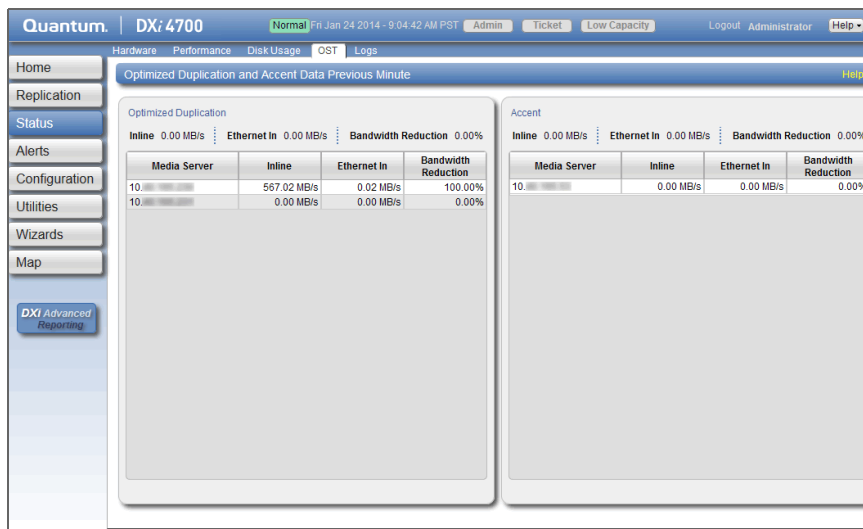 Quantum. DXi 4700 Normal Fri Jan 24 2014 - 9:04:42 AM PST Admin Ticket Low Capacity Logout Administrator Help
Hardware Performance Disk Usage OST Logs
Home
Replication
Status
Alerts
Configuration
Utilities
Wizards
Map
DXi Advanced
Reporting
Optimized Duplication and Accent Data Previous Minute Help
Optimized Duplication
Inline 0.00 MB/s Ethernet In 0.00 MB/s Bandwidth Reduction 0.00%
Media Server Inline Ethernet In Bandwidth Reduction
10. 567.02 MB/s 0.02 MB/s 100.00%
10. 0.00 MB/s 0.00 MB/s 0.00%
Accent
Inline 0.00 MB/s Ethernet In 0.00 MB/s Bandwidth Reduction 0.00%
Media Server Inline Ethernet In Bandwidth Reduction
10. 0.00 MB/s 0.00 MB/s 0.00%